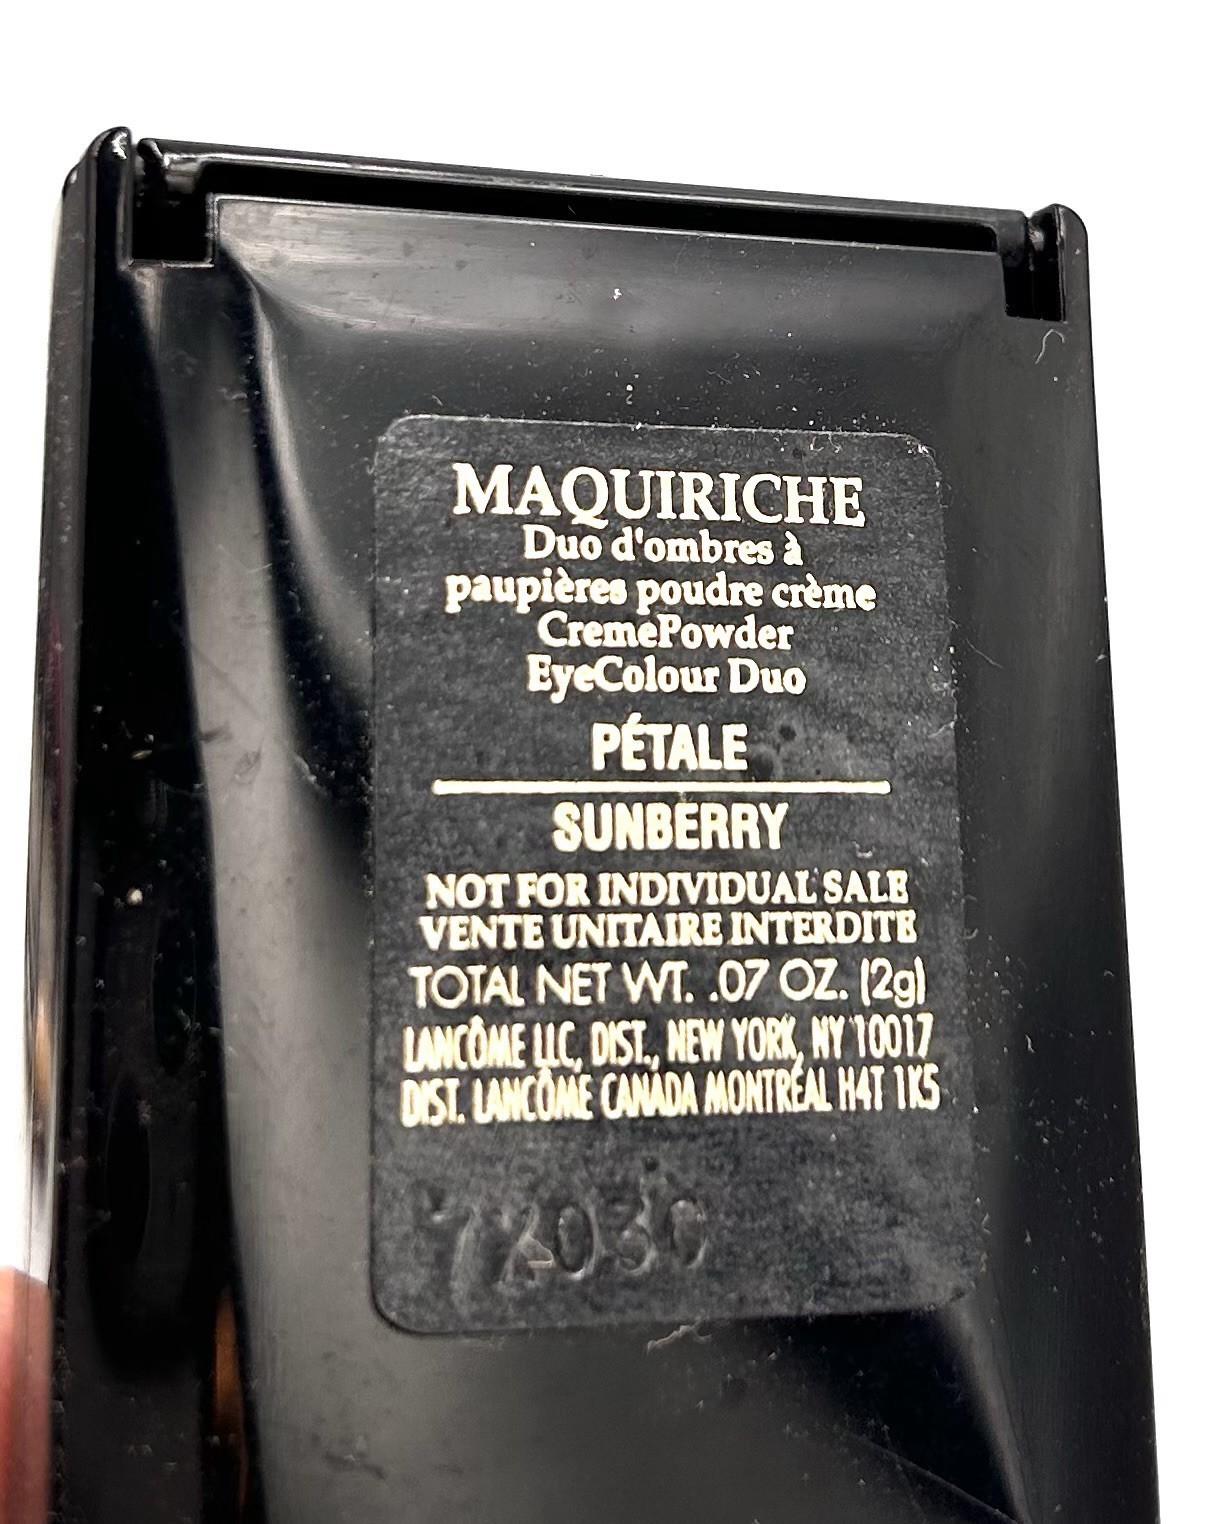 MAQUIRICHE
Duo d'ombres à
paupières poudre crème
CremePowder
EyeColour Duo
PÉTALE
SUNBERRY
NOT FOR INDIVIDUAL SALE
VENTE UNITAIRE INTERDITE
TOTAL NET WT. .07 OZ. (2g)
LANCÔME LLC, DIST., NEW YORK, NY 10017
DIST. LANCÔME CANADA MONTRÉAL H4T 1K5